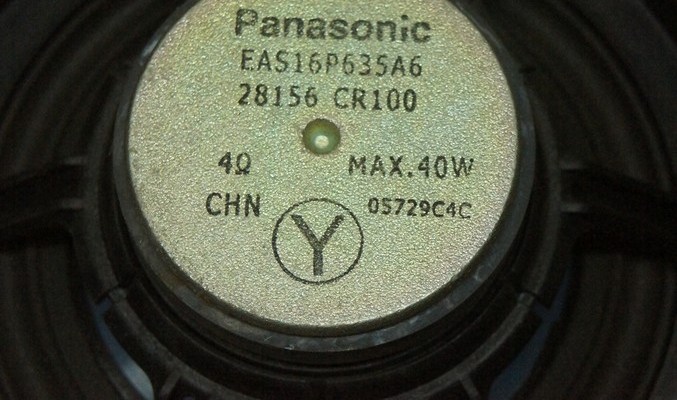 Panasonic
EAS16P635A6
28156 CR100
4Ω MAX.40W
CHN 05729C4C
Y